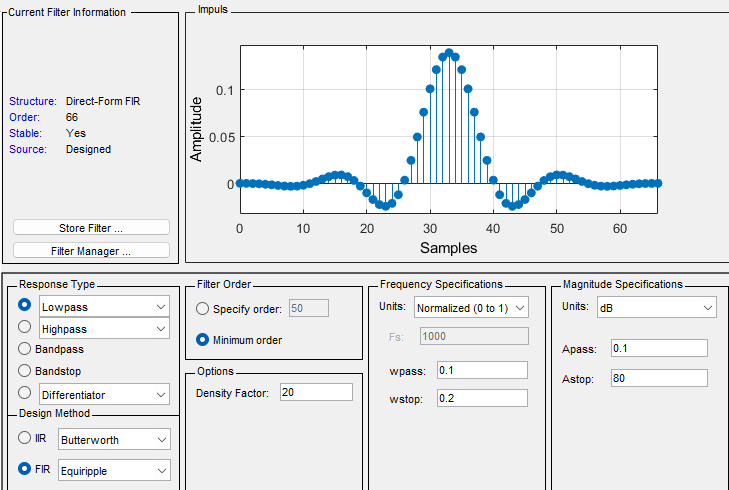 Current Filter Information
Structure: Direct-Form FIR
Order: 66
Stable: Yes
Source: Designed
Store Filter ...
Filter Manager ...
Impuls
Amplitude
0.1
0.05
0
0 10 20 30 40 50 60
Samples
Response Type
Lowpass
Highpass
Bandpass
Bandstop
Differentiator
Design Method
IIR Butterworth
FIR Equiripple
Filter Order
Specify order: 50
Minimum order
Options
Density Factor: 20
Frequency Specifications
Units: Normalized (0 to 1)
Fs: 1000
wpass: 0.1
wstop: 0.2
Magnitude Specifications
Units: dB
Apass: 0.1
Astop: 80